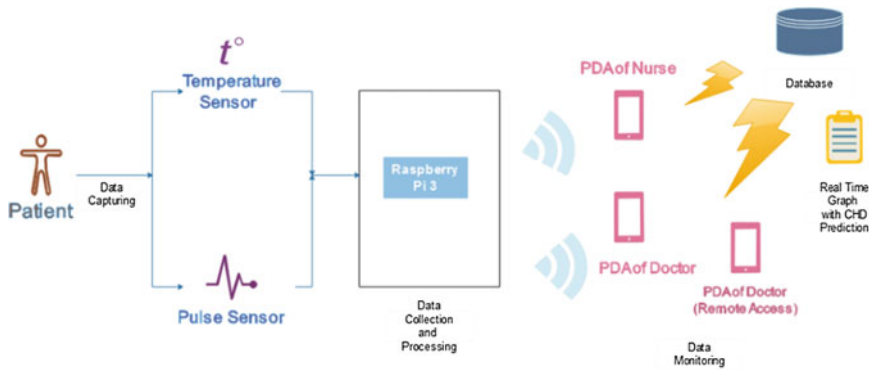 t°
Temperature
Sensor
PDAof Nurse
Database
Raspberry
Pi 3
Patient
Data
Capturing
Real Time
Graph
with CHD
Prediction
PDAof Doctor
Pulse Sensor
PDAof Doctor
(Remote Access)
Data
Collection
and
Processing
Data
Monitoring